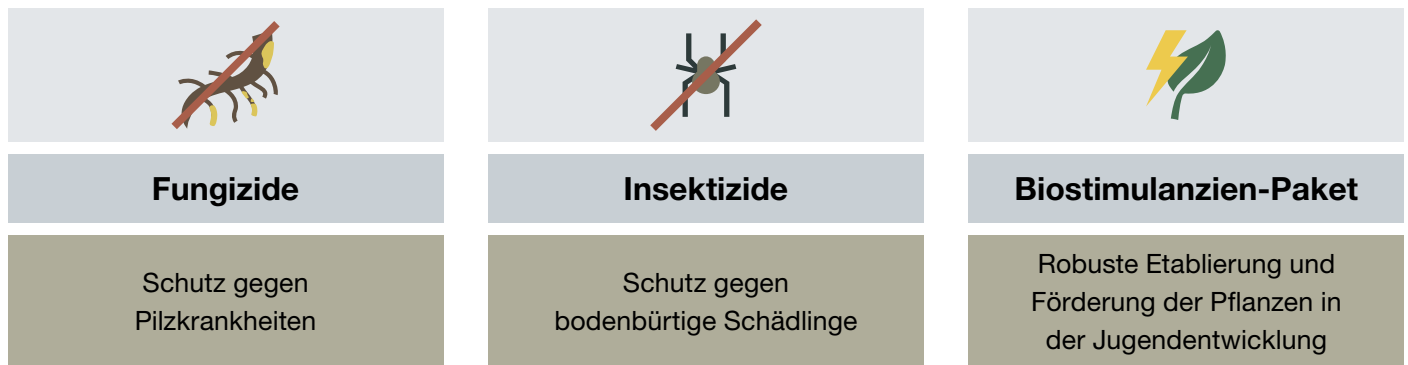 Fungizide
Schutz gegen
Pilzkrankheiten
Insektizide
Schutz gegen
bodenbürtige Schädlinge
Biostimulanzien-Paket
Robuste Etablierung und
Förderung der Pflanzen in
der Jugendentwicklung